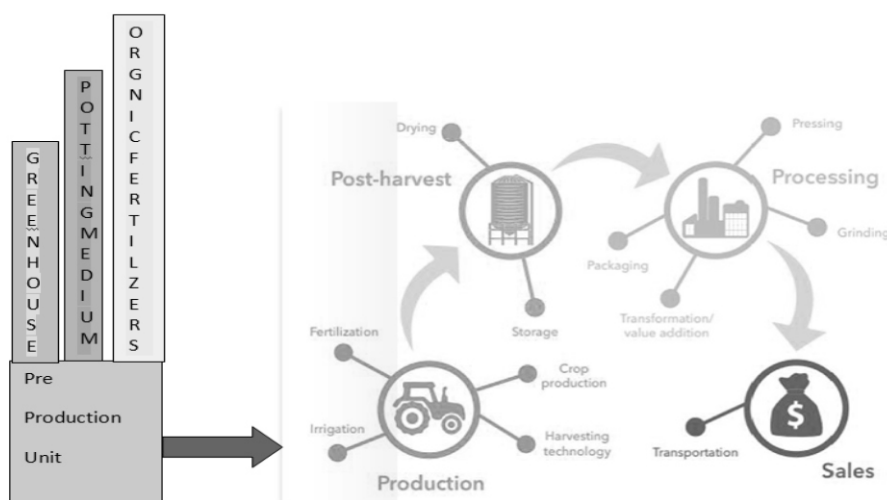 GREENHOUSE
POTTINGMEDIUM
ORGNICFERTILZERS
Pre
Production
Unit
Drying
Post-harvest
Storage
Pressing
Processing
Grinding
Packaging
Transformation/
value addition
Fertilization
Crop
production
Irrigation
Harvesting
technology
Production
Transportation
$
Sales